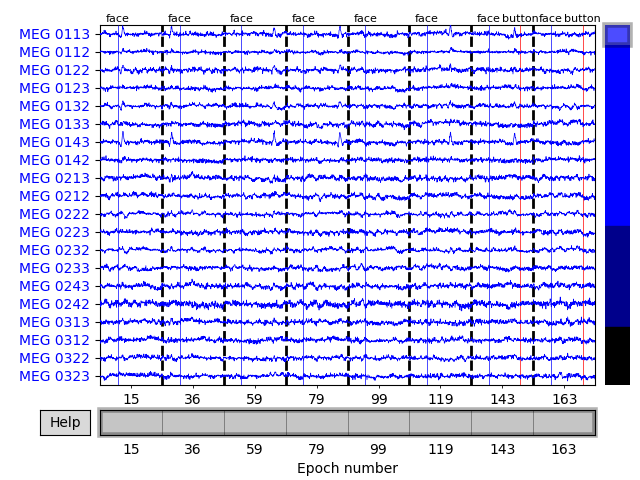 face face face face face face face button face button
MEG 0113
MEG 0112
MEG 0122
MEG 0123
MEG 0132
MEG 0133
MEG 0143
MEG 0142
MEG 0213
MEG 0212
MEG 0222
MEG 0223
MEG 0232
MEG 0233
MEG 0243
MEG 0242
MEG 0313
MEG 0312
MEG 0322
MEG 0323
15 36 59 79 99 119 143 163
Help
15 36 59 79 99 119 143 163
Epoch number